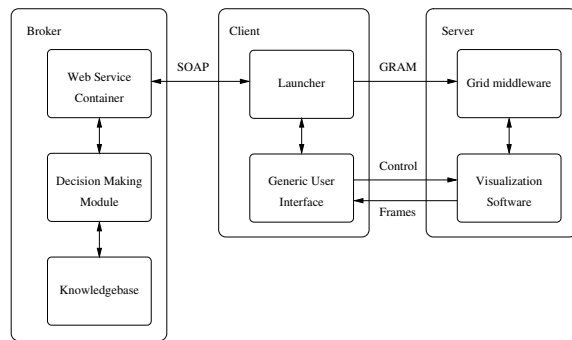 Broker
Client
Server
Web Service
Container
SOAP
Launcher
GRAM
Grid middleware
Decision Making
Module
Generic User
Interface
Control
Frames
Visualization
Software
Knowledgebase